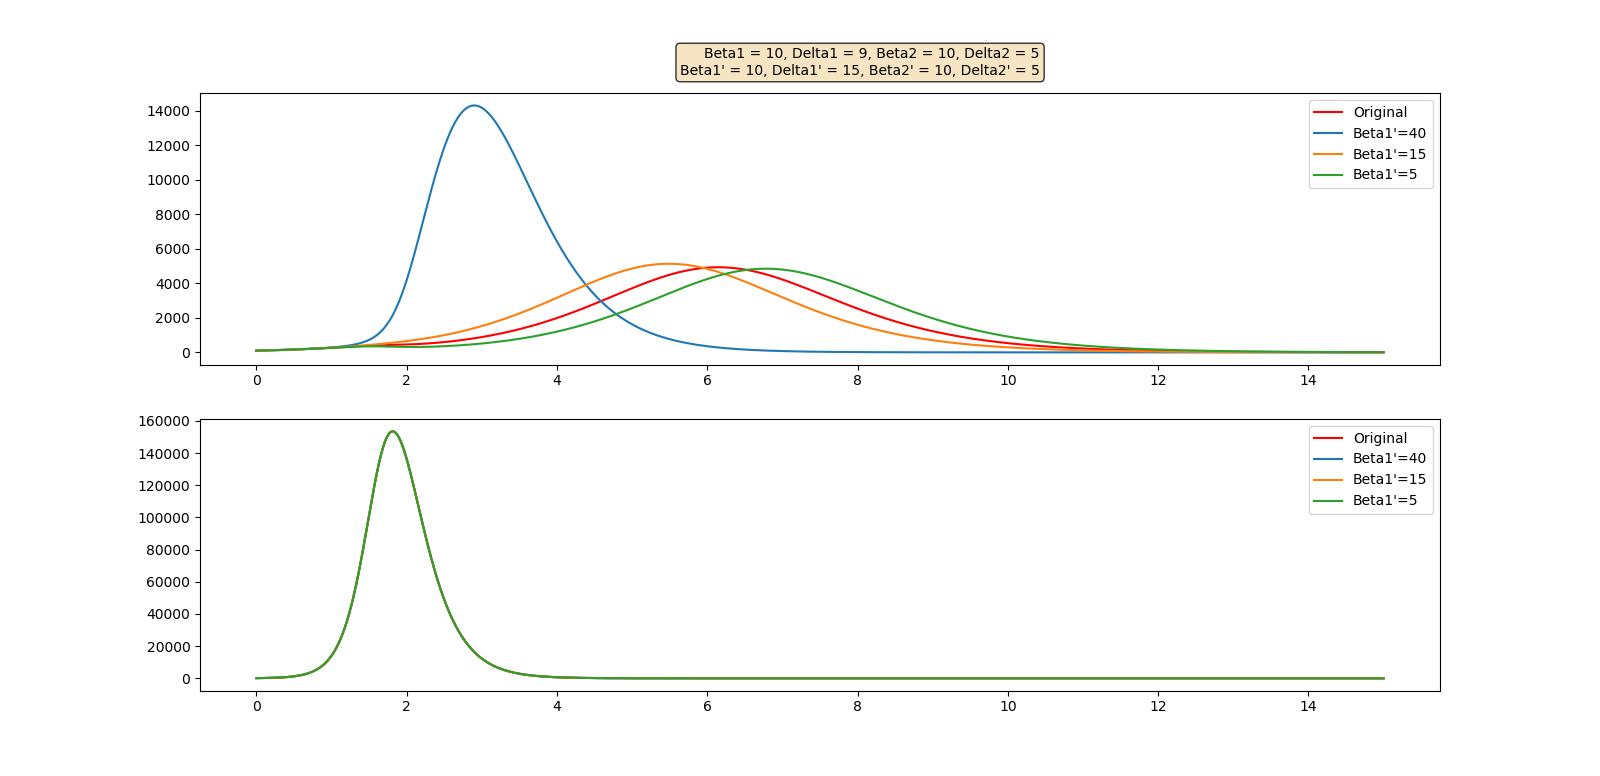 Beta1 = 10, Delta1 = 9, Beta2 = 10, Delta2 = 5
Beta1' = 10, Delta1' = 15, Beta2' = 10, Delta2' = 5
14000
12000
10000
8000
6000
4000
2000
0
Original
Beta1'=40
Beta1'=15
Beta1'=5
0 2 4 6 8 10 12 14
160000
140000
120000
100000
80000
60000
40000
20000
0
Original
Beta1'=40
Beta1'=15
Beta1'=5
0 2 4 6 8 10 12 14